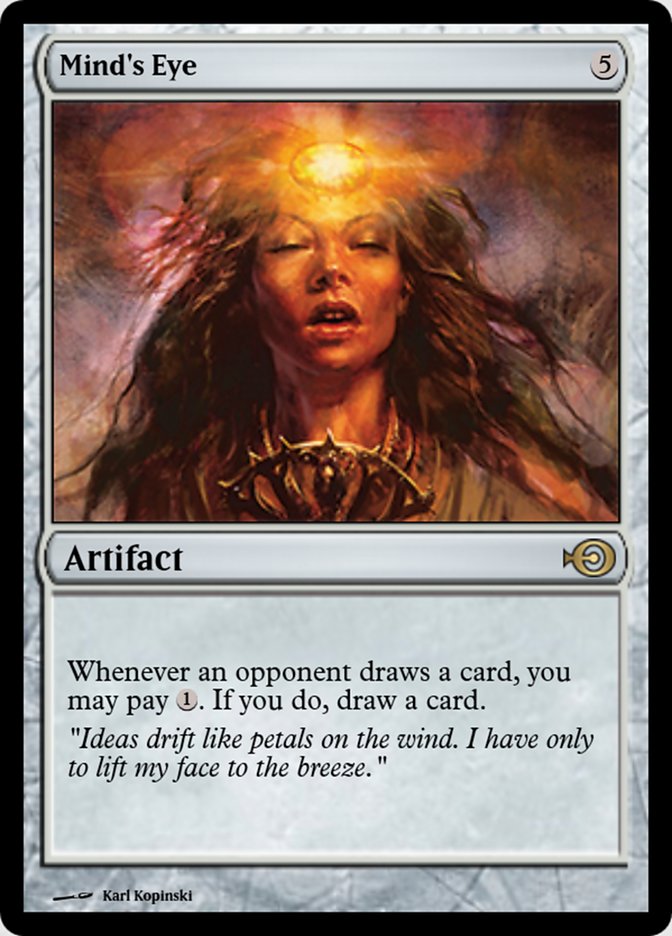 Mind's Eye 5
Artifact
Whenever an opponent draws a card, you
may pay 1. If you do, draw a card.
"Ideas drift like petals on the wind. I have only
to lift my face to the breeze."
Karl Kopinski